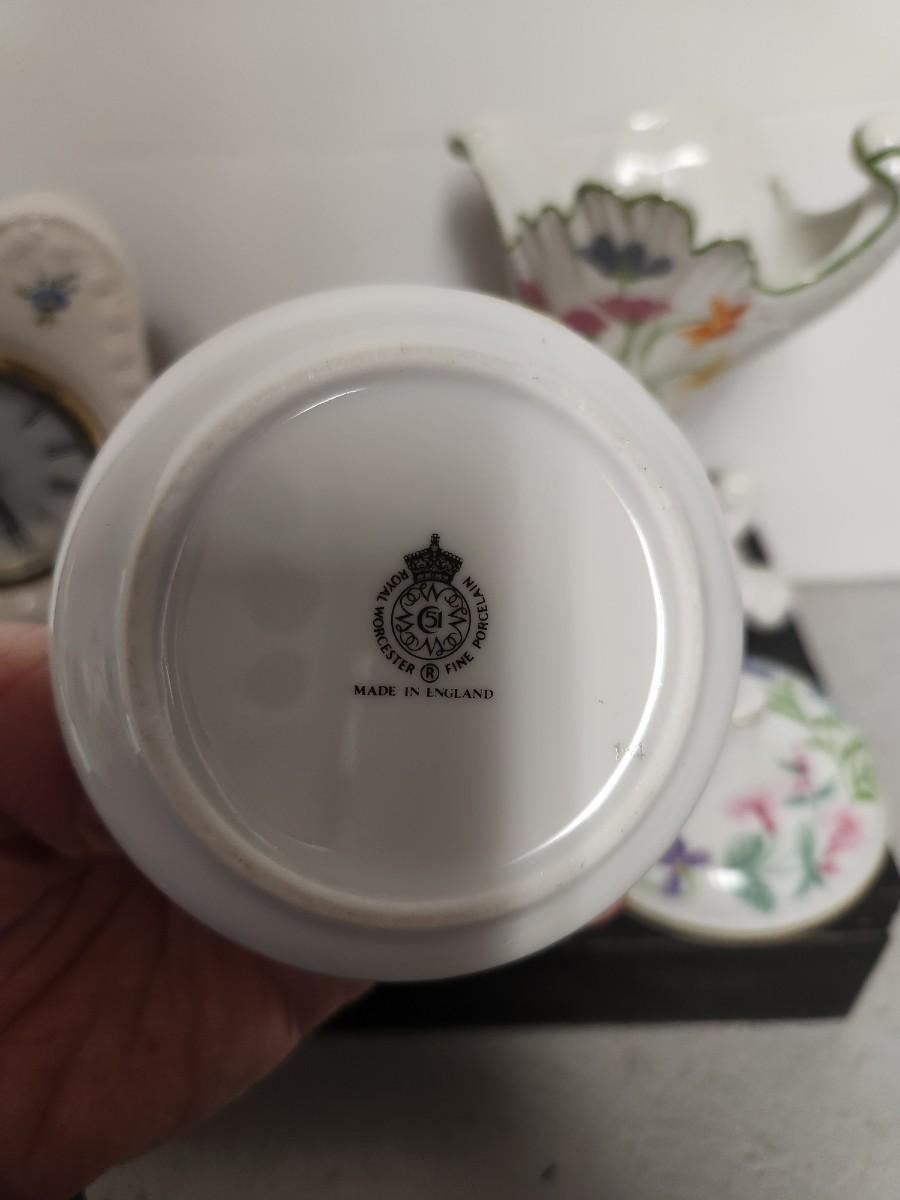 ROYAL WORCESTER ® FINE PORCELAIN
51
MADE IN ENGLAND